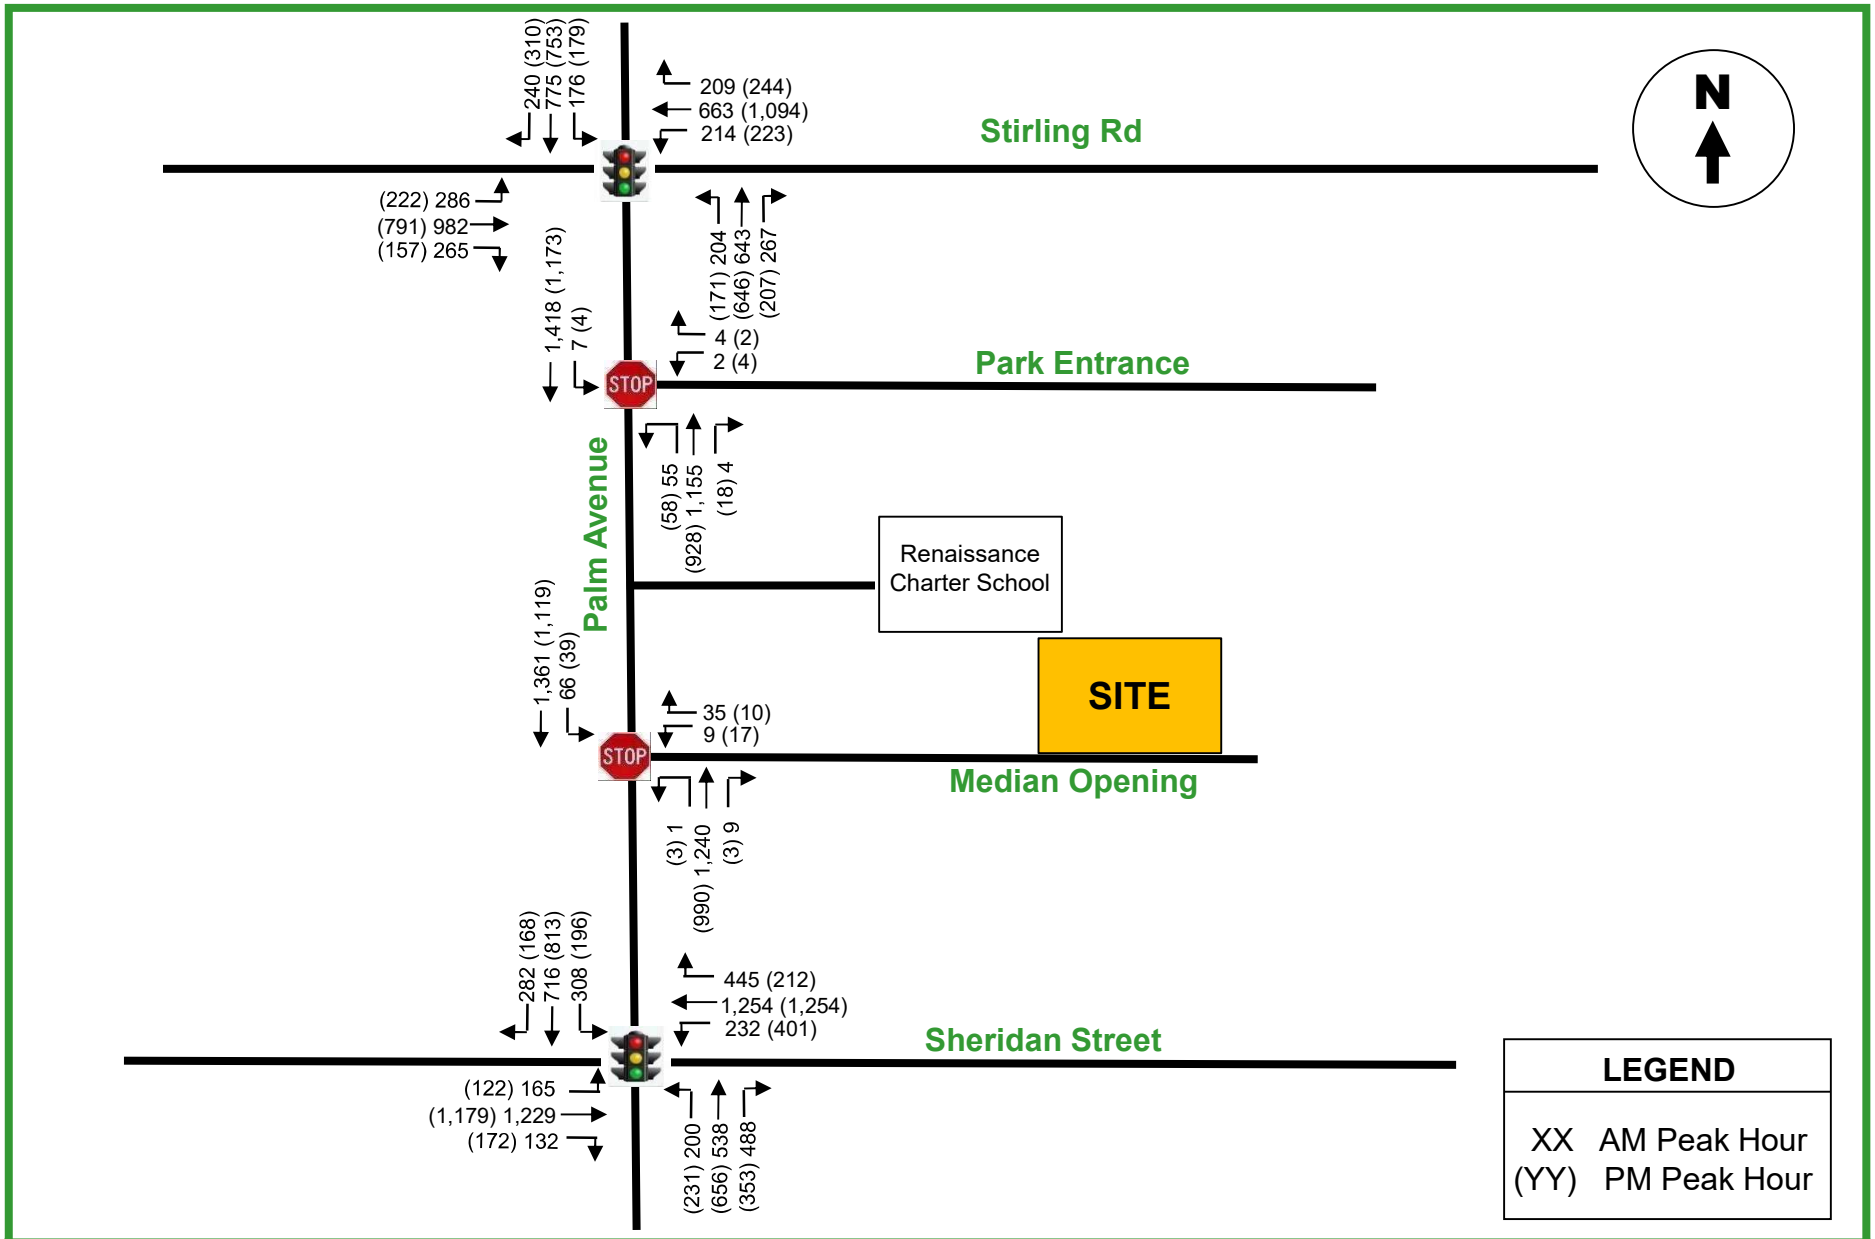 240 (310)
775 (753)
176 (179)
209 (244)
663 (1,094)
214 (223)
Stirling Rd
N
(222) 286
(791) 982
(157) 265
(171) 204
(646) 643
(207) 267
1,418 (1,173)
7 (4)
4 (2)
2 (4)
Park Entrance
STOP
(58) 55
(928) 1,155
(18) 4
Palm Avenue
Renaissance
Charter School
1,361 (1,119)
66 (39)
SITE
35 (10)
9 (17)
STOP
Median Opening
(3) 1
(990) 1,240
(3) 9
282 (168)
716 (813)
308 (196)
445 (212)
1,254 (1,254)
232 (401)
Sheridan Street
(122) 165
(1,179) 1,229
(172) 132
(231) 200
(656) 538
(353) 488
LEGEND
XX AM Peak Hour
(YY) PM Peak Hour